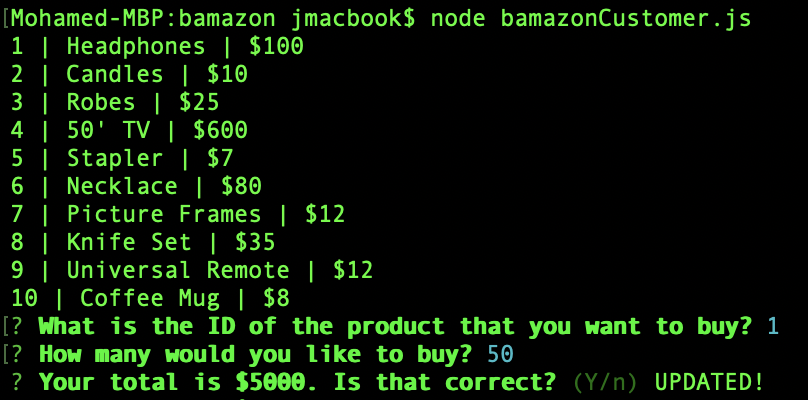 [Mohamed-MBP:bamazon jmacbook$ node bamazonCustomer.js
1 | Headphones | $100
2 | Candles | $10
3 | Robes | $25
4 | 50' TV | $600
5 | Stapler | $7
6 | Necklace | $80
7 | Picture Frames | $12
8 | Knife Set | $35
9 | Universal Remote | $12
10 | Coffee Mug | $8
[? What is the ID of the product that you want to buy? 1
[? How many would you like to buy? 50
? Your total is $5000. Is that correct? (Y/n) UPDATED!